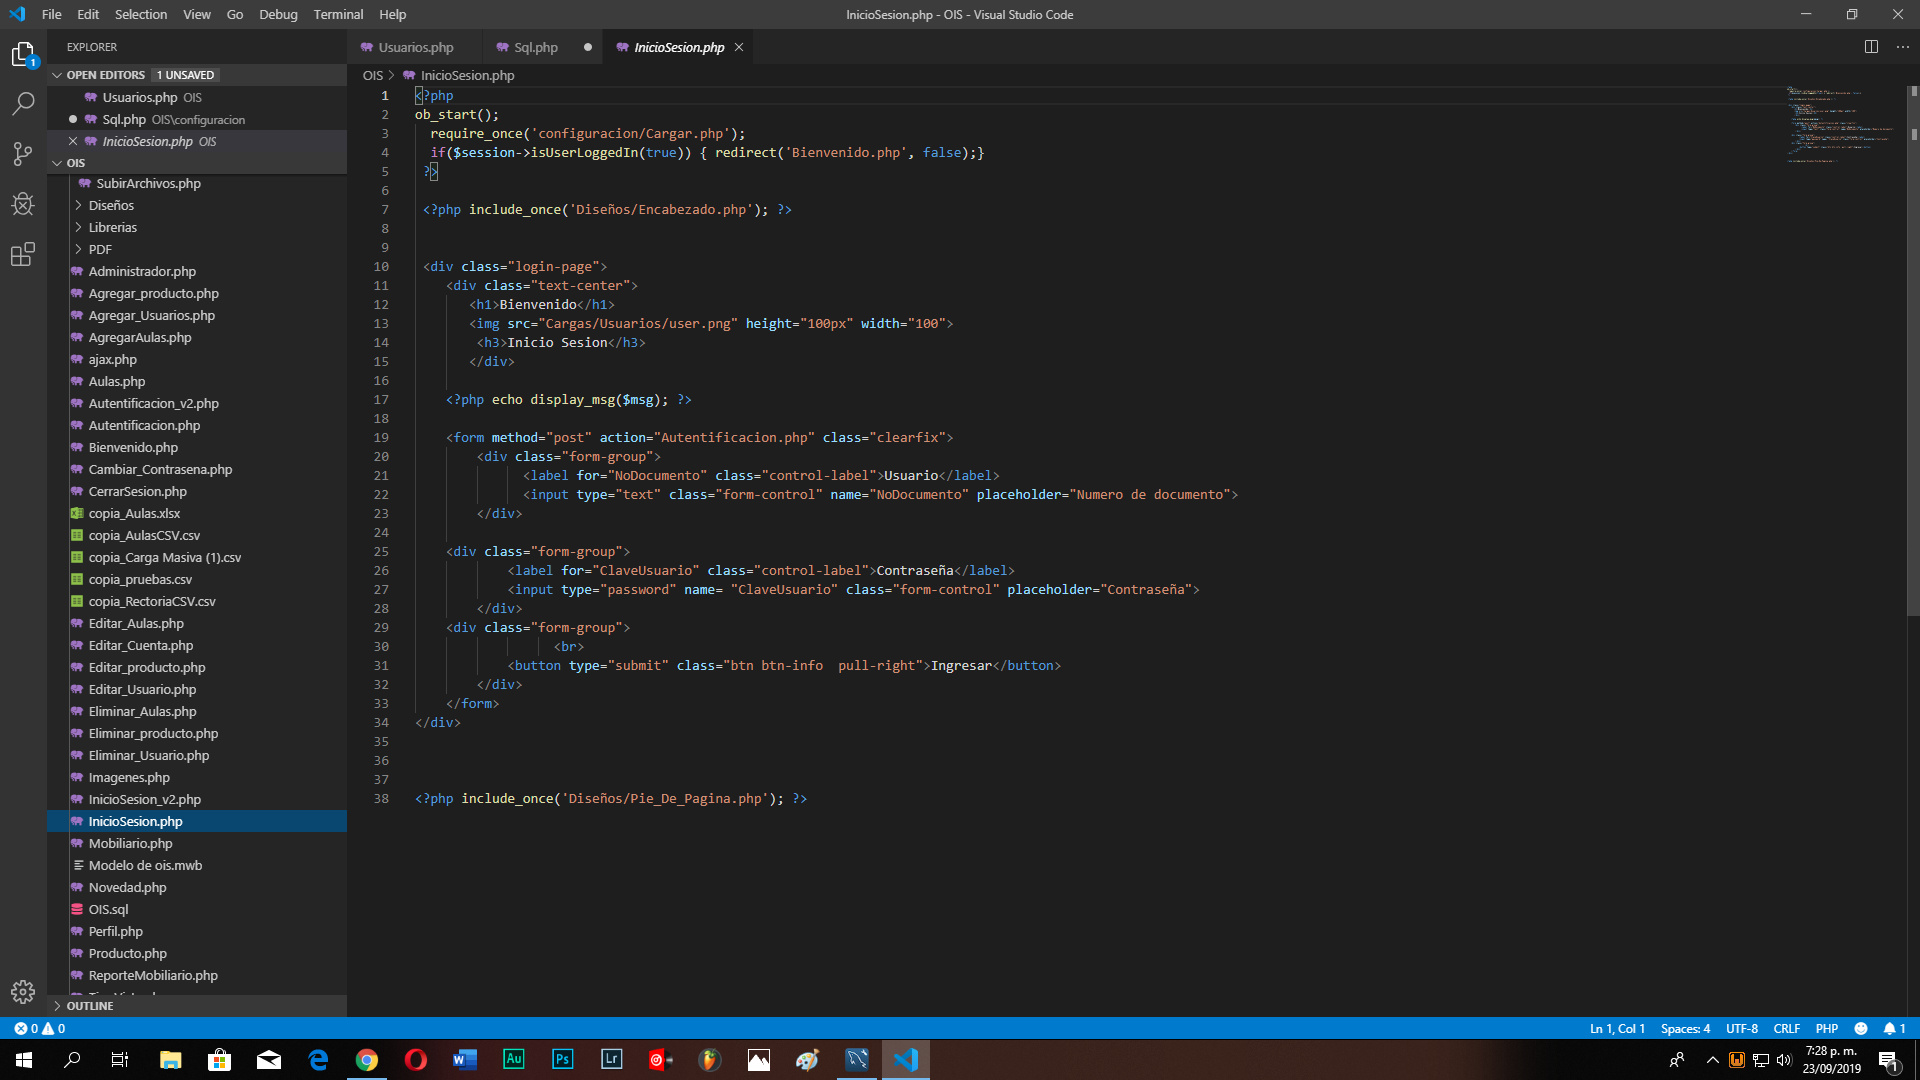 File Edit Selection View Go Debug Terminal Help
InicioSesion.php - OIS - Visual Studio Code
EXPLORER
OPEN EDITORS 1 UNSAVED
Usuarios.php OIS
Sql.php OIS\configuracion
InicioSesion.php OIS
OIS
SubirArchivos.php
Diseños
Librerias
PDF
Administrador.php
Agregar_producto.php
Agregar_Usuarios.php
AgregarAulas.php
ajax.php
Aulas.php
Autentificacion_v2.php
Autentificacion.php
Bienvenido.php
Cambiar_Contrasena.php
CerrarSesion.php
copia_Aulas.xlsx
copia_AulasCSV.csv
copia_Carga Masiva (1).csv
copia_pruebas.csv
copia_RectoriaCSV.csv
Editar_Aulas.php
Editar_Cuenta.php
Editar_producto.php
Editar_Usuario.php
Eliminar_Aulas.php
Eliminar_producto.php
Eliminar_Usuario.php
Imagenes.php
InicioSesion_v2.php
InicioSesion.php
Mobiliario.php
Modelo de ois.mwb
Novedad.php
OIS.sql
Perfil.php
Producto.php
ReporteMobiliario.php
OUTLINE
1
Usuarios.php Sql.php InicioSesion.php
OIS InicioSesion.php
1 <?php
2 ob_start();
3 require_once('configuracion/Cargar.php');
4 if($session->isUserLoggedIn(true)) { redirect('Bienvenido.php', false);}
5 ?>
6
7 <?php include_once('Diseños/Encabezado.php'); ?>
8
9
10 <div class="login-page">
11 <div class="text-center">
12 <h1>Bienvenido</h1>
13 <img src="Cargas/Usuarios/user.png" height="100px" width="100">
14 <h3>Inicio Sesion</h3>
15 </div>
16
17 <?php echo display_msg($msg); ?>
18
19 <form method="post" action="Autentificacion.php" class="clearfix">
20 <div class="form-group">
21 <label for="NoDocumento" class="control-label">Usuario</label>
22 <input type="text" class="form-control" name="NoDocumento" placeholder="Numero de documento">
23 </div>
24
25 <div class="form-group">
26 <label for="ClaveUsuario" class="control-label">Contraseña</label>
27 <input type="password" name= "ClaveUsuario" class="form-control" placeholder="Contraseña">
28 </div>
29 <div class="form-group">
30 <br>
31 <button type="submit" class="btn btn-info  pull-right">Ingresar</button>
32 </div>
33 </form>
34 </div>
35
36
37
38 <?php include_once('Diseños/Pie_De_Pagina.php'); ?>
0 0
Ln 1, Col 1 Spaces: 4 UTF-8 CRLF PHP 1
Au Ps Lr
7:28 p. m.
23/09/2019
1